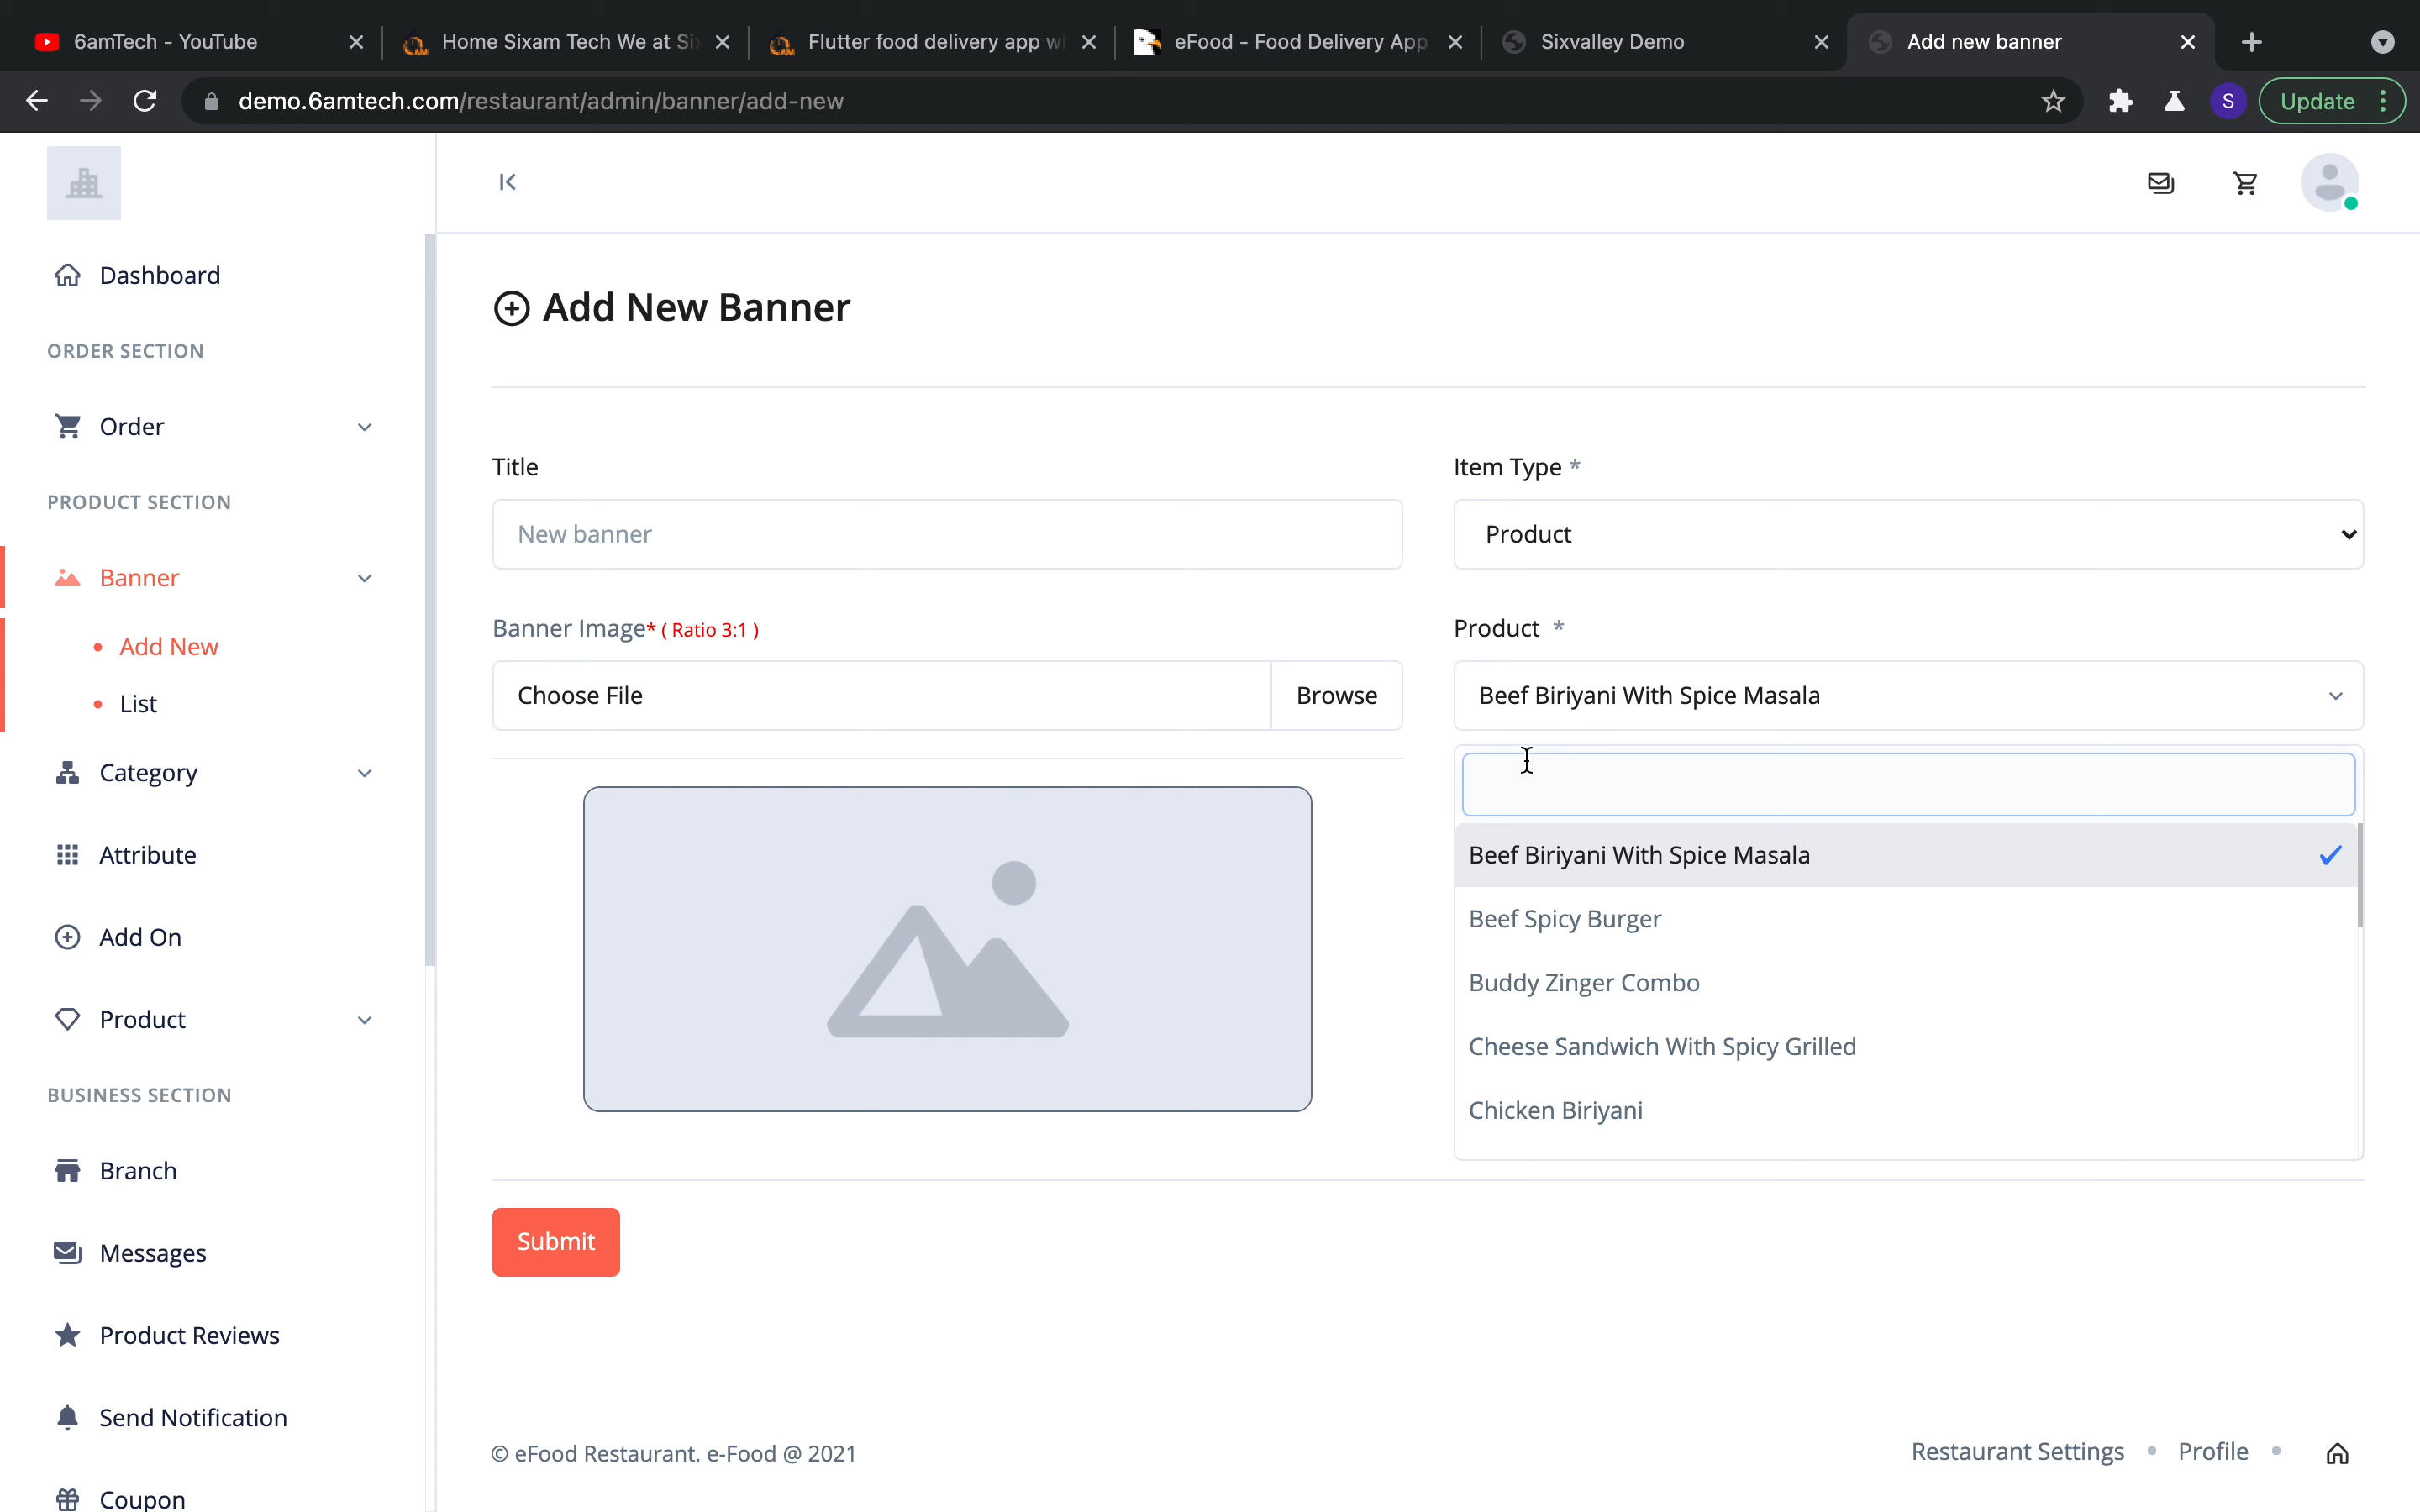 6amTech - YouTube
Home Sixam Tech We at Si
Flutter food delivery app wi
eFood - Food Delivery App
Sixvalley Demo
Add new banner
demo.6amtech.com/restaurant/admin/banner/add-new
S
Update
Dashboard
ORDER SECTION
Order
PRODUCT SECTION
Banner
Add New
List
Category
Attribute
Add On
Product
BUSINESS SECTION
Branch
Messages
Product Reviews
Send Notification
Coupon
Add New Banner
Title
New banner
Item Type *
Product
Banner Image* ( Ratio 3:1 )
Choose File
Browse
Product *
Beef Biriyani With Spice Masala
Beef Biriyani With Spice Masala
Beef Spicy Burger
Buddy Zinger Combo
Cheese Sandwich With Spicy Grilled
Chicken Biriyani
Submit
© eFood Restaurant. e-Food @ 2021
Restaurant Settings • Profile •